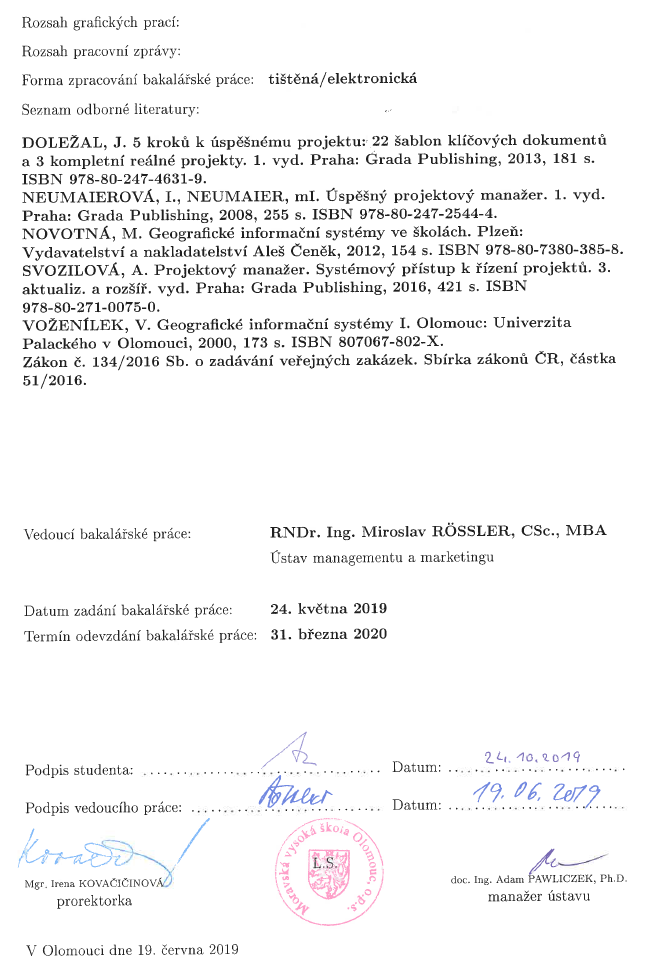 Rozsah grafických prací:
Rozsah pracovní zprávy:
Forma zpracování bakalářské práce: tištěná/elektronická
Seznam odborné literatury:
DOLEŽAL, J. 5 kroků k úspěšnému projektu: 22 šablon klíčových dokumentů
a 3 kompletní reálné projekty. 1. vyd. Praha: Grada Publishing, 2013, 181 s.
ISBN 978-80-247-4631-9.
NEUMAIEROVÁ, I., NEUMAIER, mI. Úspěšný projektový manažer. 1. vyd.
Praha: Grada Publishing, 2008, 255 s. ISBN 978-80-247-2544-4.
NOVOTNÁ, M. Geografické informační systémy ve školách. Plzeň:
Vydavatelství a nakladatelství Aleš Čeněk, 2012, 154 s. ISBN 978-80-7380-385-8.
SVOZILOVÁ, A. Projektový manažer. Systémový přístup k řízení projektů. 3.
aktualiz. a rozšíř. vyd. Praha: Grada Publishing, 2016, 421 s. ISBN
978-80-271-0075-0.
VOŽENÍLEK, V. Geografické informační systémy I. Olomouc: Univerzita
Palackého v Olomouci, 2000, 173 s. ISBN 807067-802-X.
Zákon č. 134/2016 Sb. o zadávání veřejných zakázek. Sbírka zákonů ČR, částka
51/2016.
Vedoucí bakalářské práce: RNDr. Ing. Miroslav RÖSSLER, CSc., MBA
Ústav managementu a marketingu
Datum zadání bakalářské práce: 24. května 2019
Termín odevzdání bakalářské práce: 31. března 2020
Podpis studenta: Datum: 24.10.2019
Podpis vedoucího práce: Datum: 19.06.2019
Moravská vysoká škola Olomouc, o.p.s.
L.S.
Mgr. Irena KOVAČIČINOVÁ
prorektorka
doc. Ing. Adam PAWLICZEK, Ph.D.
manažer ústavu
V Olomouci dne 19. června 2019